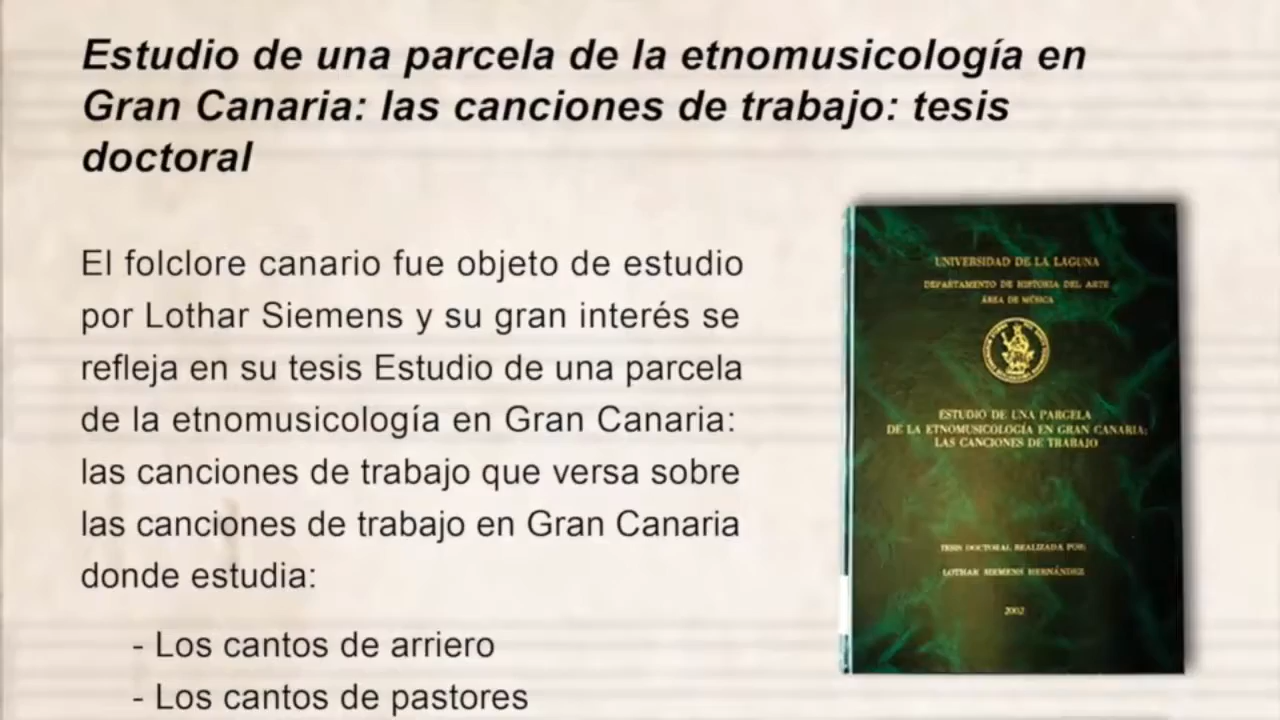 Estudio de una parcela de la etnomusicología en
Gran Canaria: las canciones de trabajo: tesis
doctoral
El folclore canario fue objeto de estudio
por Lothar Siemens y su gran interés se
refleja en su tesis Estudio de una parcela
de la etnomusicología en Gran Canaria:
las canciones de trabajo que versa sobre
las canciones de trabajo en Gran Canaria
donde estudia:
- Los cantos de arriero
- Los cantos de pastores
UNIVERSIDAD DE LA LAGUNA
DEPARTAMENTO DE HISTORIA DEL ARTE
ÁREA DE MÚSICA
ESTUDIO DE UNA PARCELA
DE LA ETNOMUSICOLOGÍA EN GRAN CANARIA:
LAS CANCIONES DE TRABAJO
TESIS DOCTORAL REALIZADA POR:
LOTHAR SIEMENS HERNÁNDEZ
2002